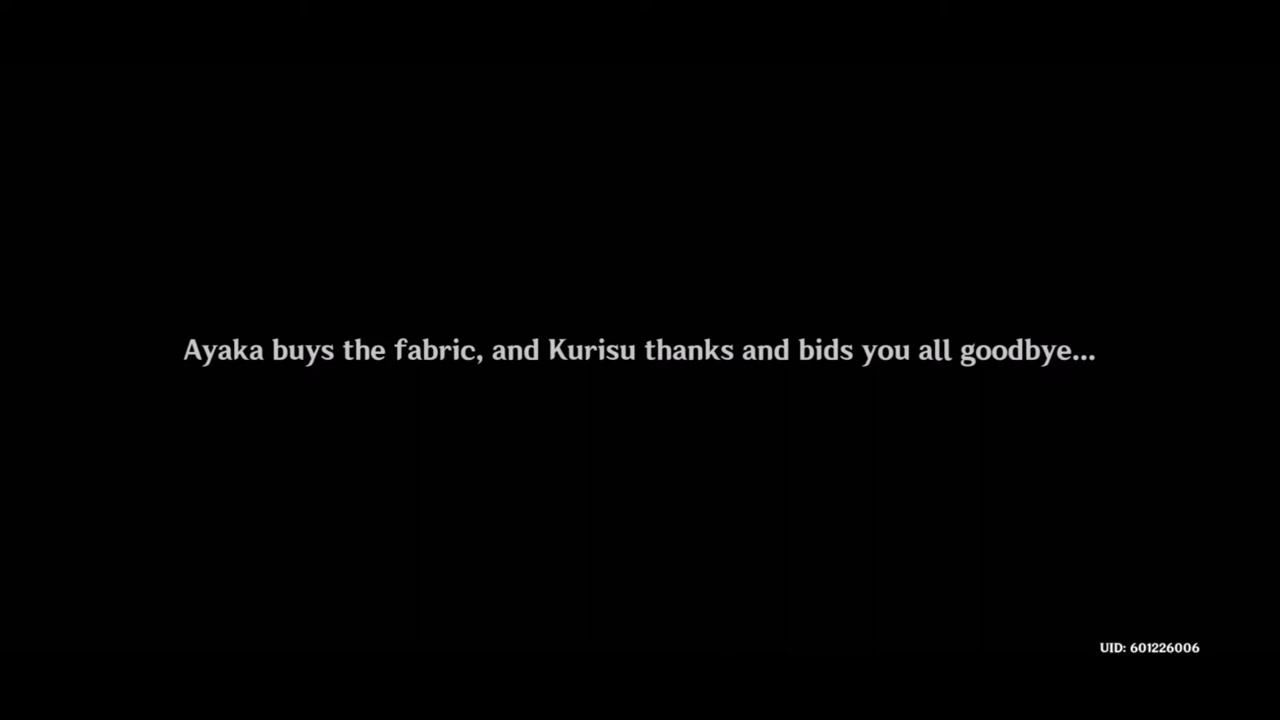 Ayaka buys the fabric, and Kurisu thanks and bids you all goodbye...
UID: 601226006